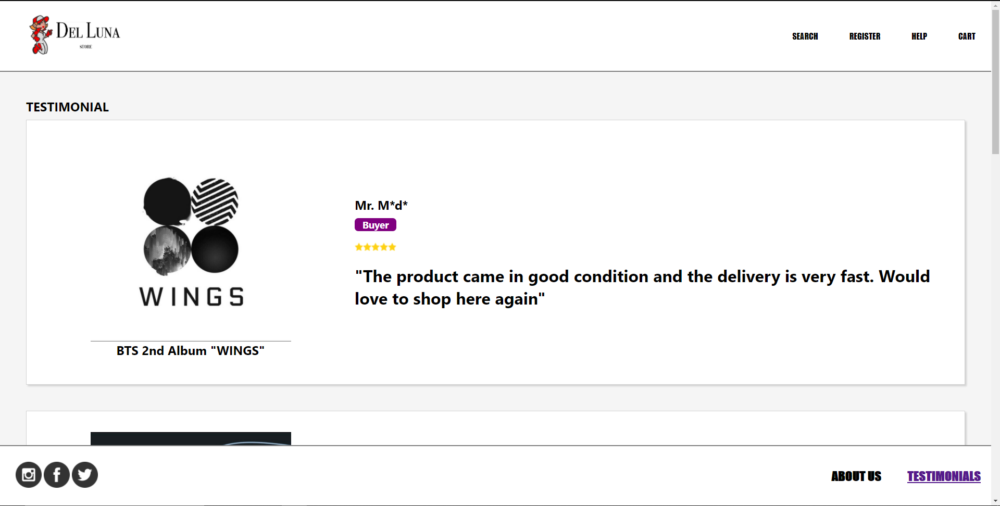 DEL LUNA
STORE
SEARCH
REGISTER
HELP
CART
TESTIMONIAL
WINGS
BTS 2nd Album "WINGS"
Mr. M*d*
Buyer
"The product came in good condition and the delivery is very fast. Would
love to shop here again"
ABOUT US
TESTIMONIALS